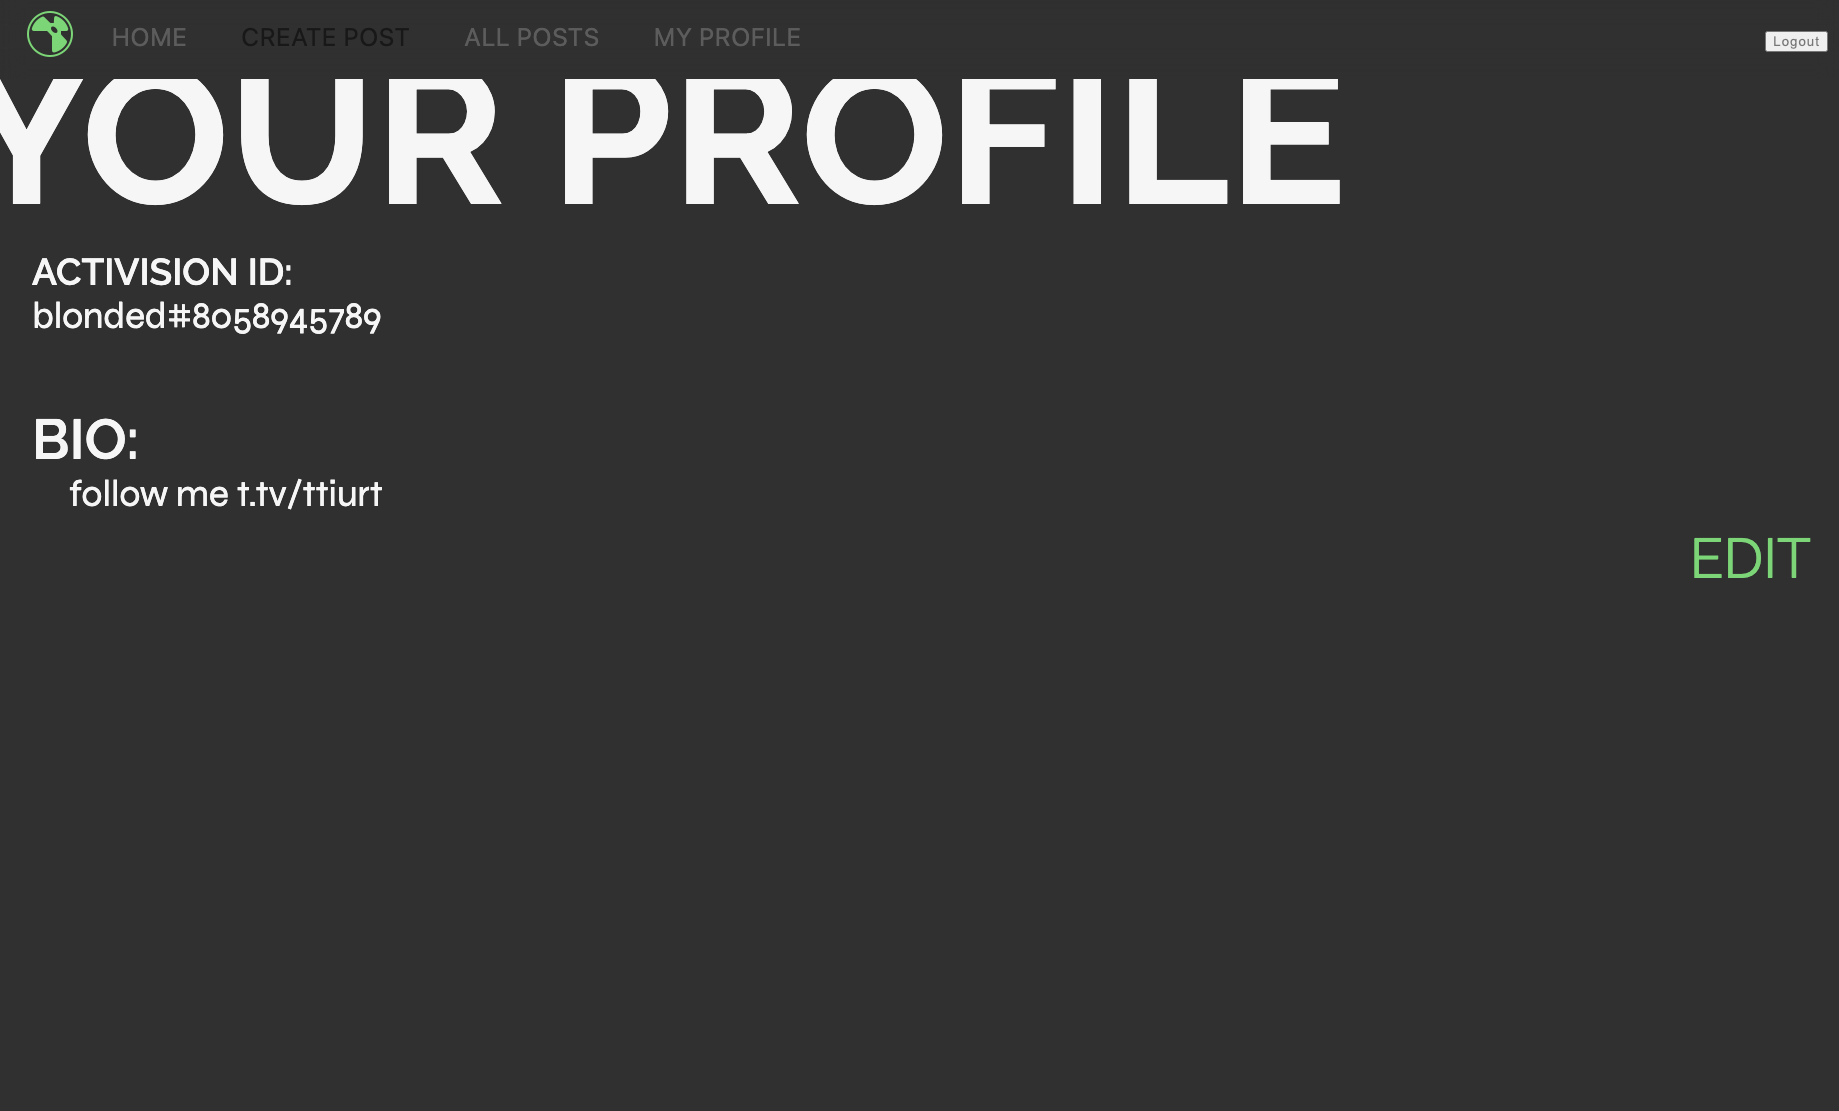 HOME CREATE POST ALL POSTS MY PROFILE Logout
YOUR PROFILE
ACTIVISION ID:
blonded#8058945789
BIO:
follow me t.tv/ttiurt
EDIT